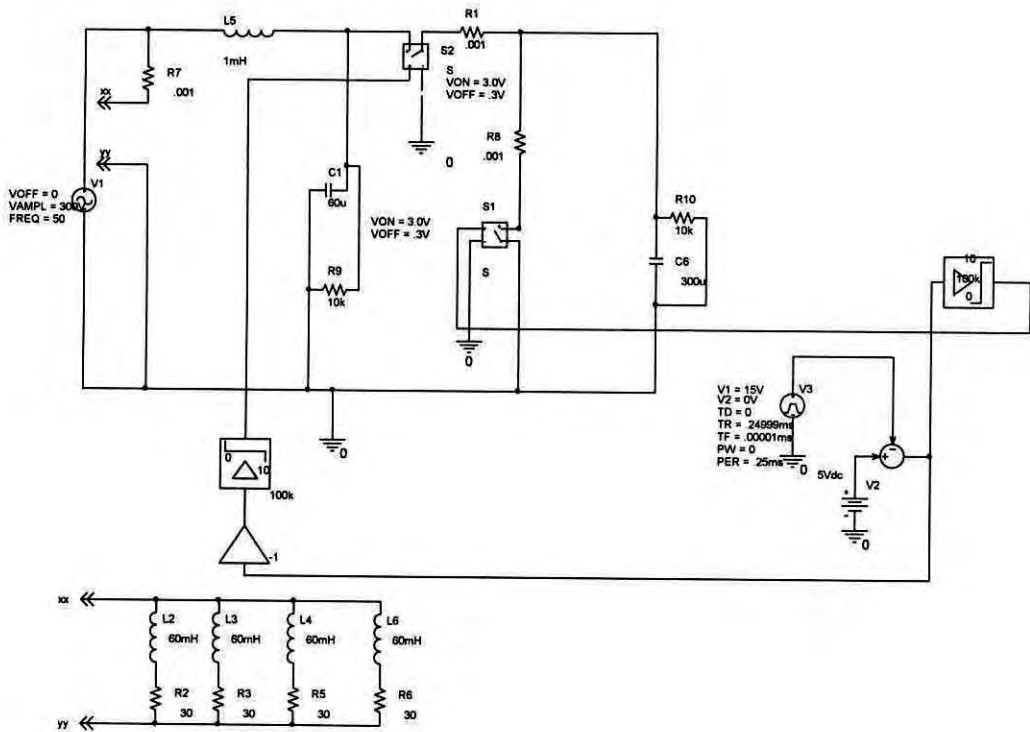 L5
1mH
R7
.001
xx
yy
V1
VOFF = 0
VAMPL = 300V
FREQ = 50
R1
.001
S2
S
VON = 3.0V
VOFF = .3V
0
R8
.001
C1
60u
VON = 3.0V
VOFF = .3V
R9
10k
S1
S
0
R10
10k
C6
300u
10
100k
0
0
V1 = 15V
V2 = 0V
TD = 0
TR = .24999ms
TF = .00001ms
PW = 0
PER = .25ms
V3
0
5Vdc
V2
+
-
+
-
0
0
10
100k
-1
xx
L2
60mH
L3
60mH
L4
60mH
L6
60mH
R2
30
R3
30
R5
30
R6
30
yy